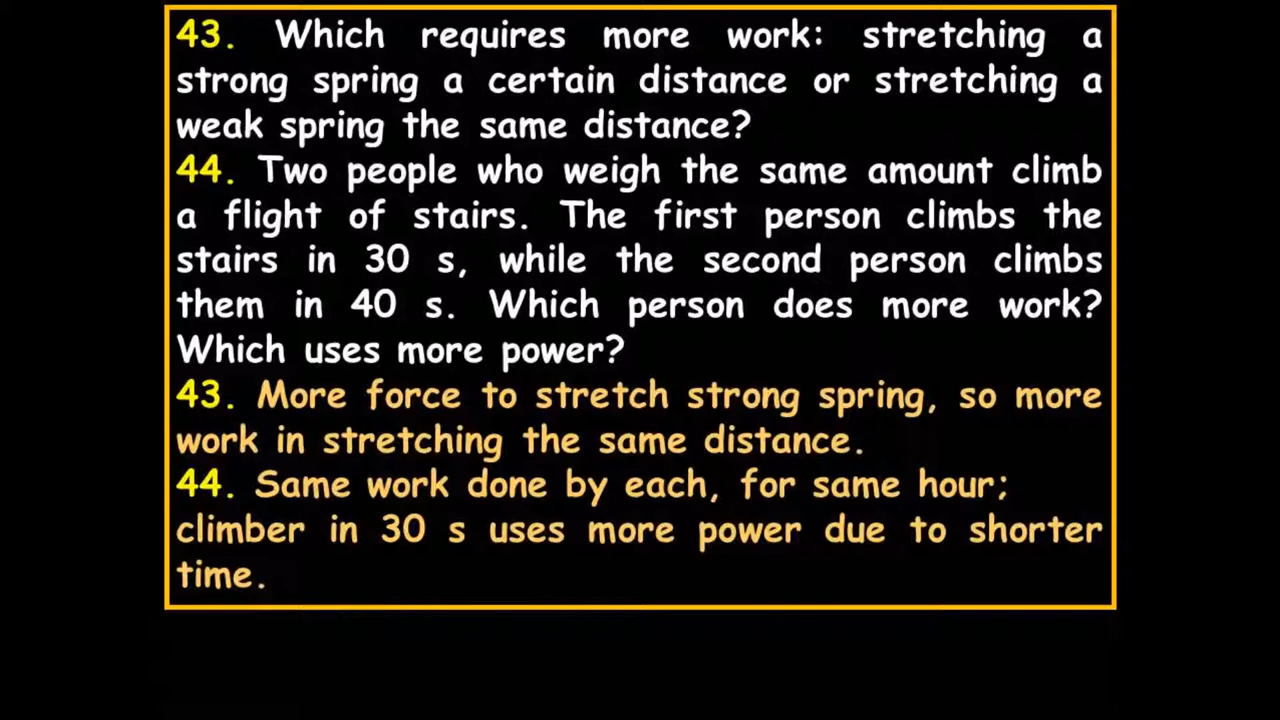 43. Which requires more work: stretching a
strong spring a certain distance or stretching a
weak spring the same distance?
44. Two people who weigh the same amount climb
a flight of stairs. The first person climbs the
stairs in 30 s, while the second person climbs
them in 40 s. Which person does more work?
Which uses more power?
43. More force to stretch strong spring, so more
work in stretching the same distance.
44. Same work done by each, for same hour;
climber in 30 s uses more power due to shorter
time.